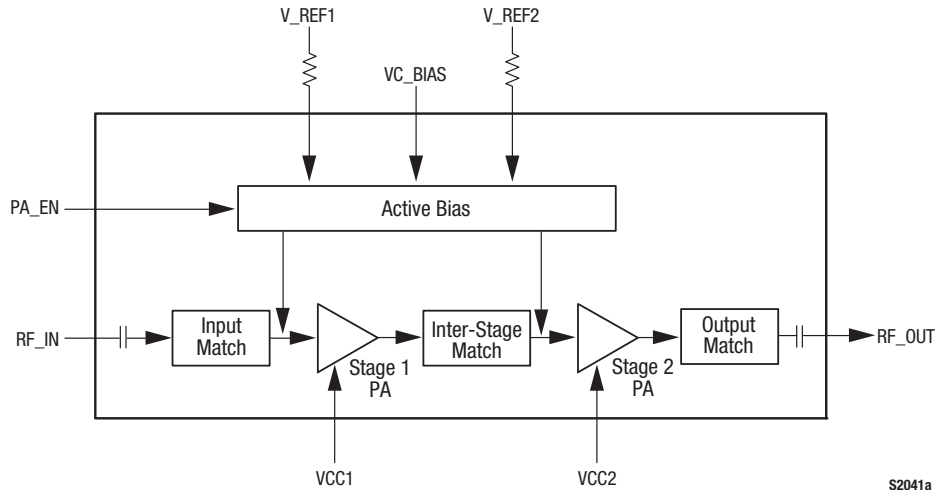 V_REF1
V_REF2
VC_BIAS
PA_EN
Active Bias
RF_IN
Input
Match
Stage 1
PA
Inter-Stage
Match
Stage 2
PA
Output
Match
RF_OUT
VCC1
VCC2
S2041a